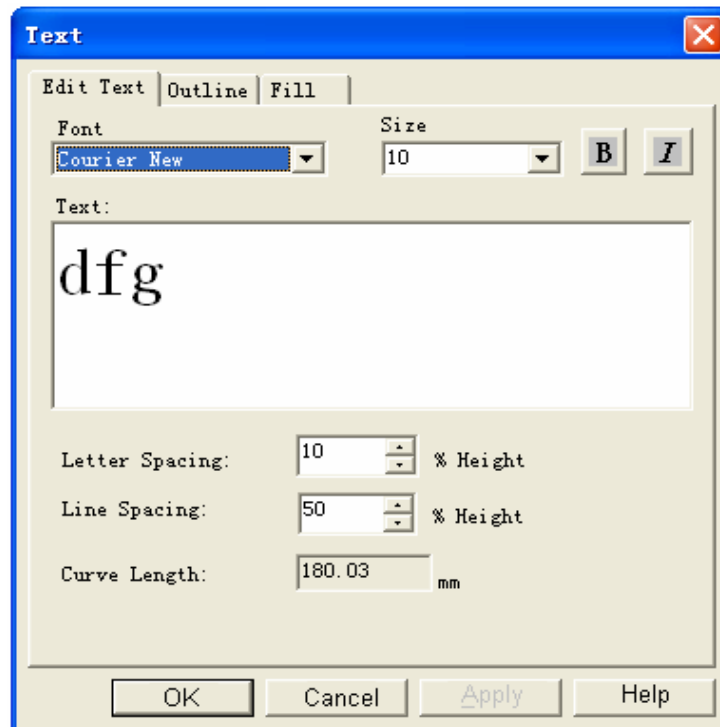 Text
Edit Text Outline Fill
Font Size
Courier New 10 B I
Text:
dfg
Letter Spacing: 10 % Height
Line Spacing: 50 % Height
Curve Length: 180.03 mm
OK Cancel Apply Help